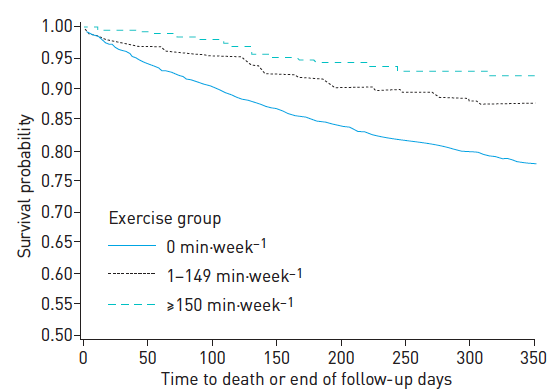 1.00
0.95
0.90
0.85
0.80
0.75
0.70
0.65
0.60
0.55
0.50
Survival probability
Exercise group
0 min·week⁻¹
1–149 min·week⁻¹
≥150 min·week⁻¹
0 50 100 150 200 250 300 350
Time to death or end of follow-up days